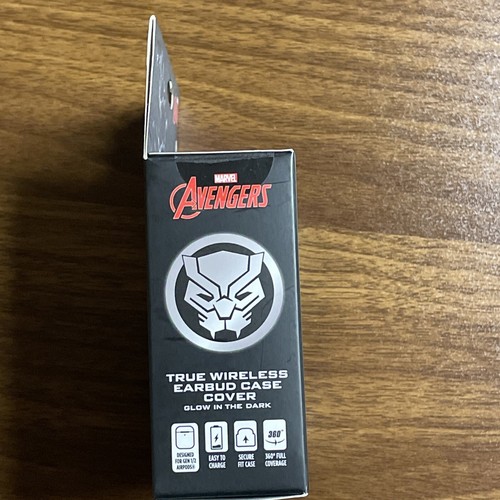 MARVEL
AVENGERS
TRUE WIRELESS
EARBUD CASE
COVER
GLOW IN THE DARK
360°
DESIGNED
FOR GEN 1/2
AIRPODS®
EASY TO
CHARGE
SECURE
FIT CASE
360° FULL
COVERAGE